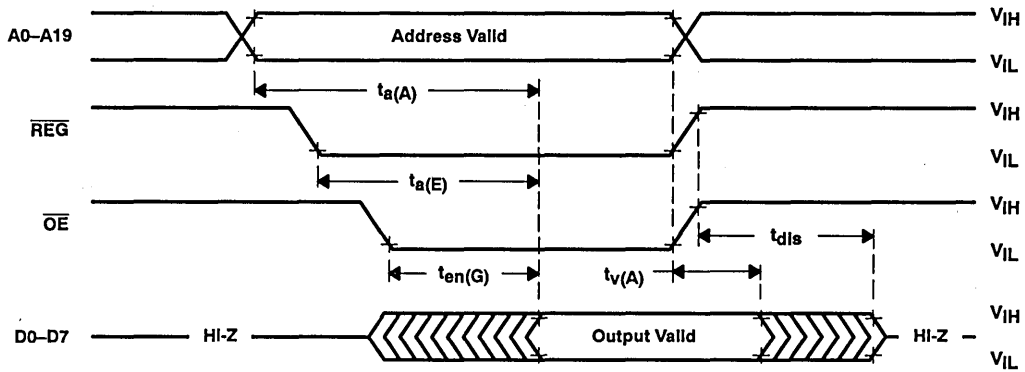 A0–A19 Address Valid VIH
VIL
ta(A)
REG VIH
VIL
ta(E)
OE VIH
tdis
VIL
ten(G) tv(A)
VIH
D0–D7 Hi-Z Output Valid Hi-Z
VIL